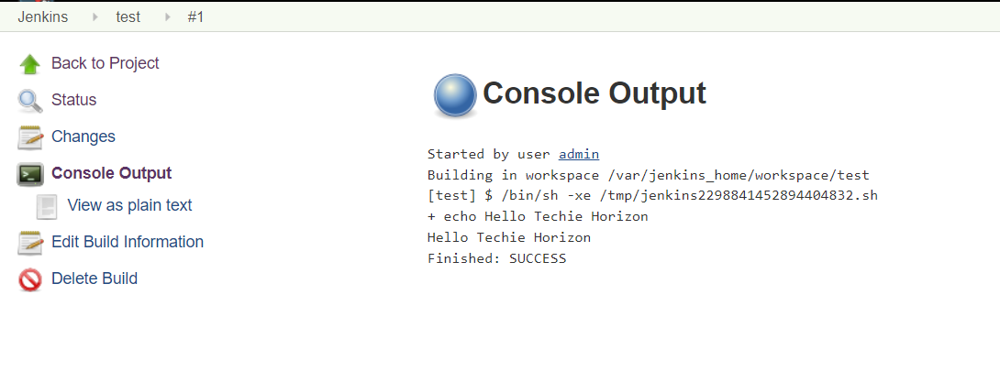 Jenkins test #1
Back to Project
Status
Changes
Console Output
View as plain text
Edit Build Information
Delete Build
Console Output
Started by user admin
Building in workspace /var/jenkins_home/workspace/test
[test] $ /bin/sh -xe /tmp/jenkins2298841452894404832.sh
+ echo Hello Techie Horizon
Hello Techie Horizon
Finished: SUCCESS